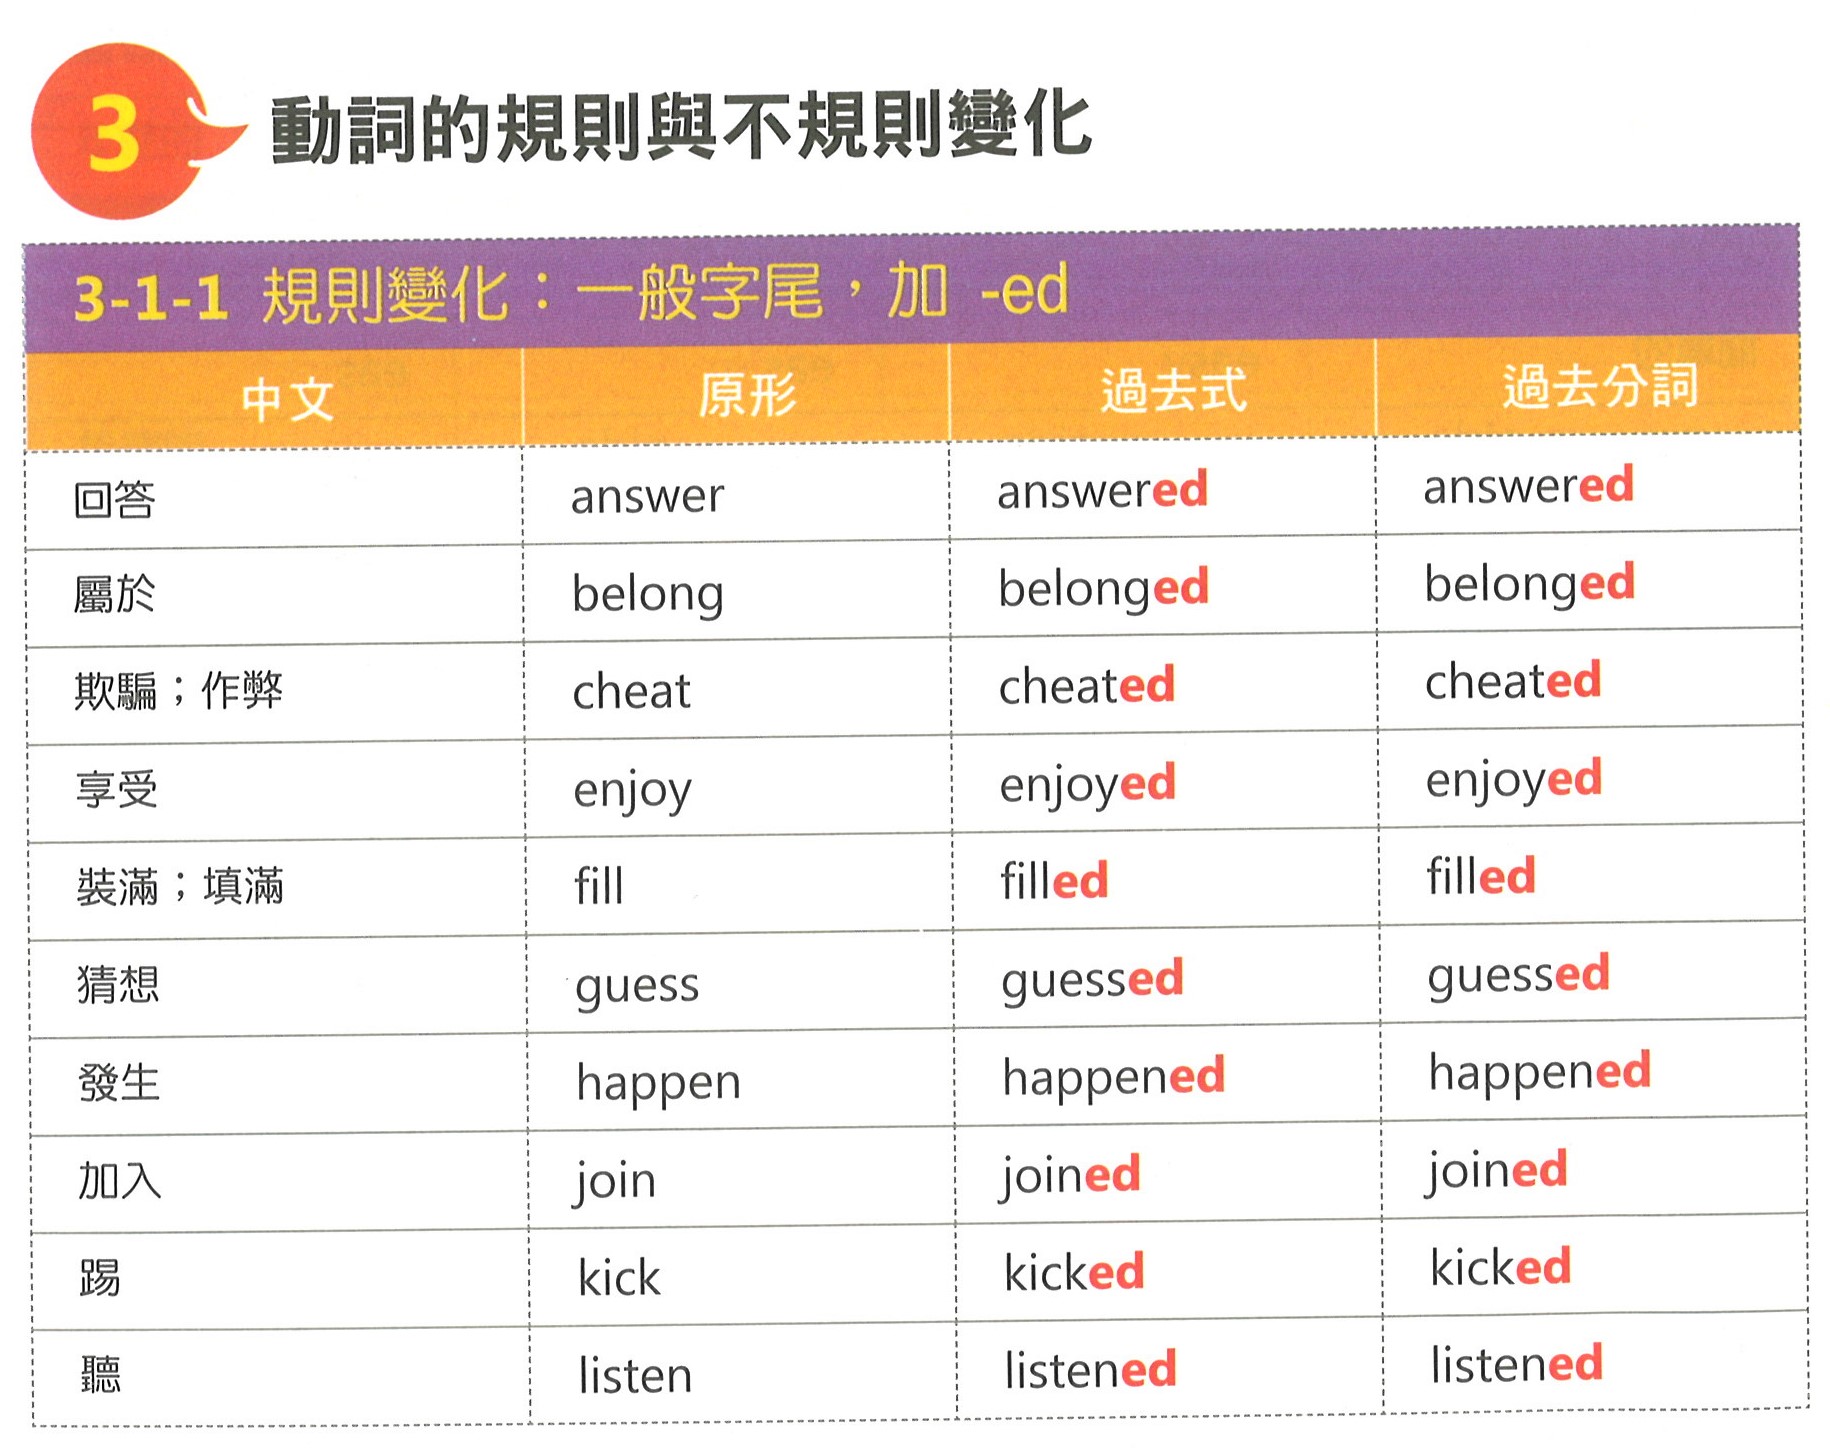 3 動詞的規則與不規則變化
3-1-1 規則變化：一般字尾，加 -ed
中文 原形 過去式 過去分詞
回答 answer answered answered
屬於 belong belonged belonged
欺騙；作弊 cheat cheated cheated
享受 enjoy enjoyed enjoyed
裝滿；填滿 fill filled filled
猜想 guess guessed guessed
發生 happen happened happened
加入 join joined joined
踢 kick kicked kicked
聽 listen listened listened